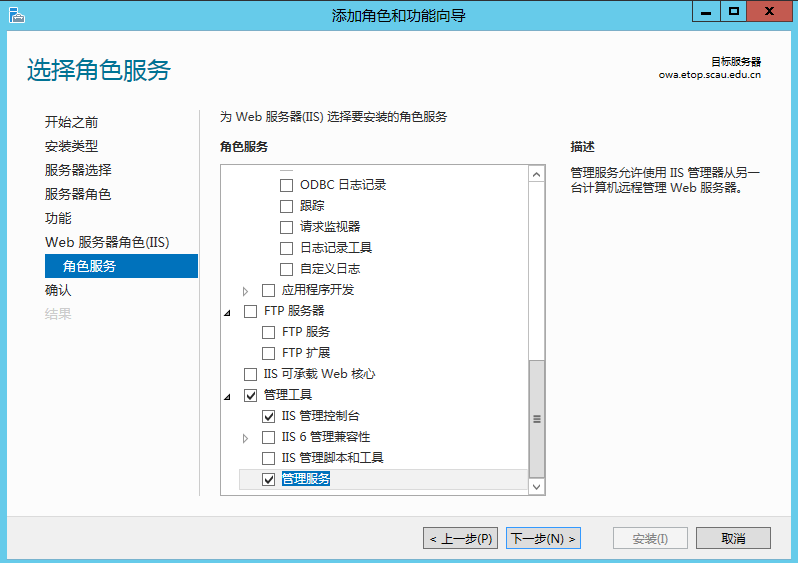 添加角色和功能向导
选择角色服务
目标服务器
owa.etop.scau.edu.cn
开始之前
安装类型
服务器选择
服务器角色
功能
Web 服务器角色(IIS)
角色服务
确认
结果
为 Web 服务器(IIS) 选择要安装的角色服务
角色服务
ODBC 日志记录
跟踪
请求监视器
日志记录工具
自定义日志
应用程序开发
FTP 服务器
FTP 服务
FTP 扩展
IIS 可承载 Web 核心
管理工具
IIS 管理控制台
IIS 6 管理兼容性
IIS 管理脚本和工具
管理服务
描述
管理服务允许使用 IIS 管理器从另一
台计算机远程管理 Web 服务器。
< 上一步(P)
下一步(N) >
安装(I)
取消